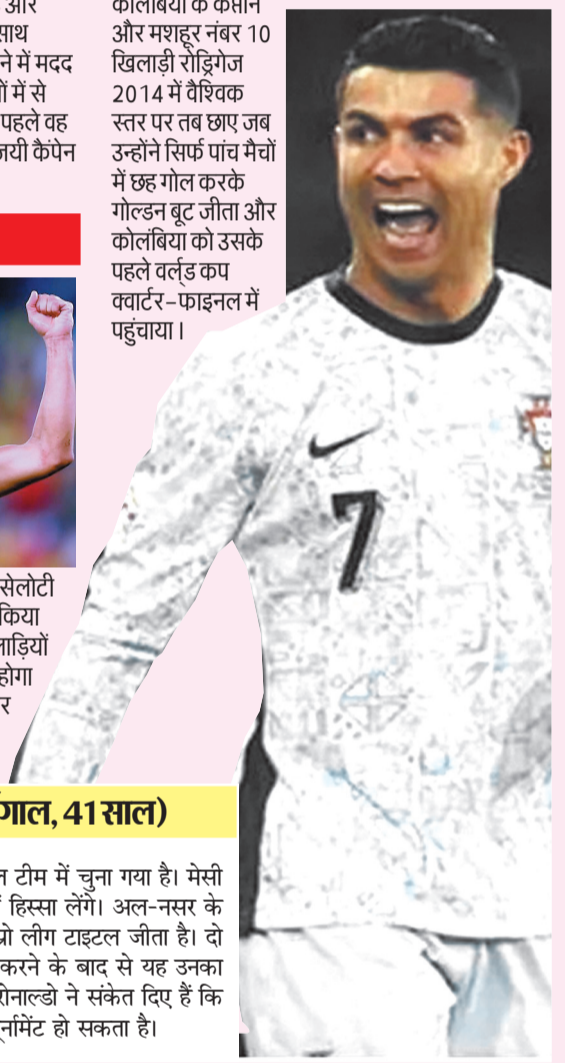 और
साथ
ने में मदद
में से
पहले वह
कैंपेन
कोलंबिया के कप्तान
और मशहूर नंबर 10
खिलाड़ी रोड्रिगेज
2014 में वैश्विक
स्तर पर तब छाए जब
उन्होंने सिर्फ पांच मैचों
में छह गोल करके
गोल्डन बूट जीता और
कोलंबिया को उसके
पहले वर्ल्ड कप
क्वार्टर-फाइनल में
पहुंचाया।
7
सेलोटी
किया
लाड़ियों
होगा
र
गाल, 41 साल)
टीम में चुना गया है। मेसी
हिस्सा लेंगे। अल-नसर के
प्रो लीग टाइटल जीता है। दो
करने के बाद से यह उनका
रोनाल्डो ने संकेत दिए हैं कि
र्नामेंट हो सकता है।